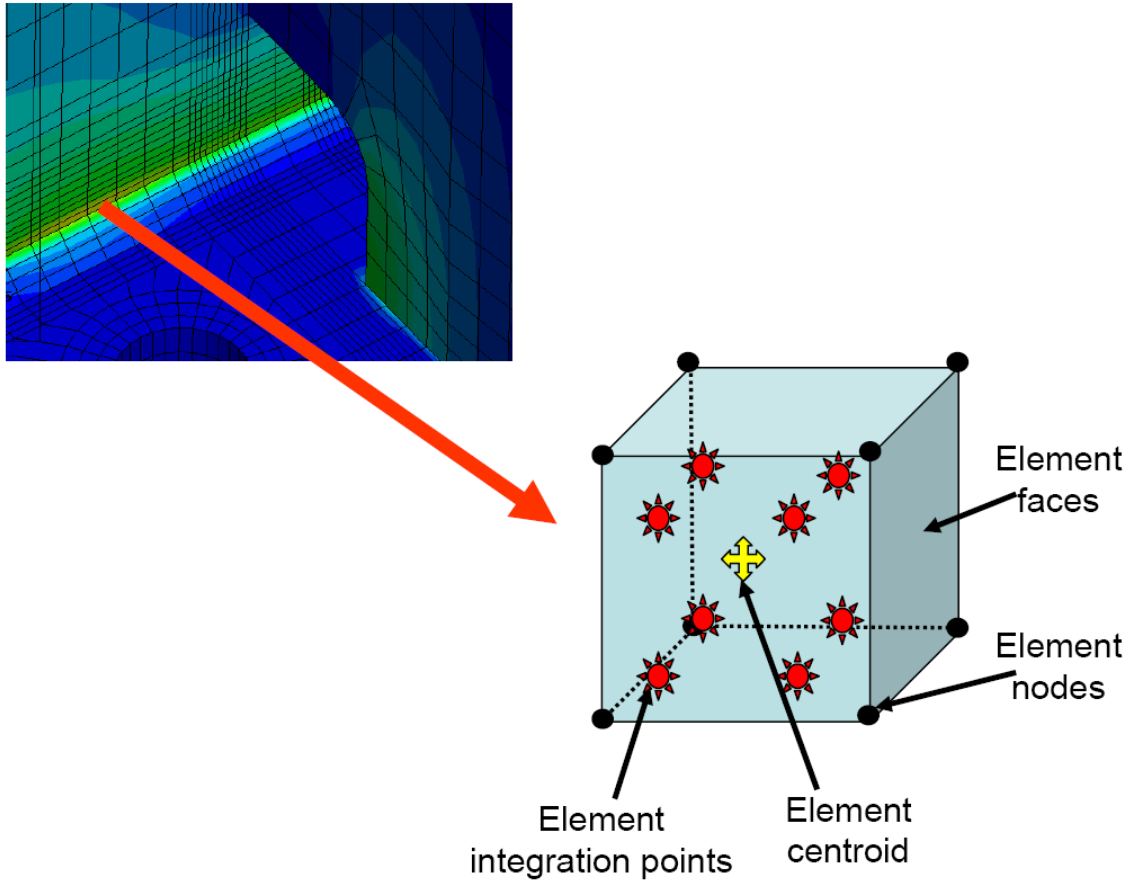 Element
faces
Element
nodes
Element
integration points
Element
centroid